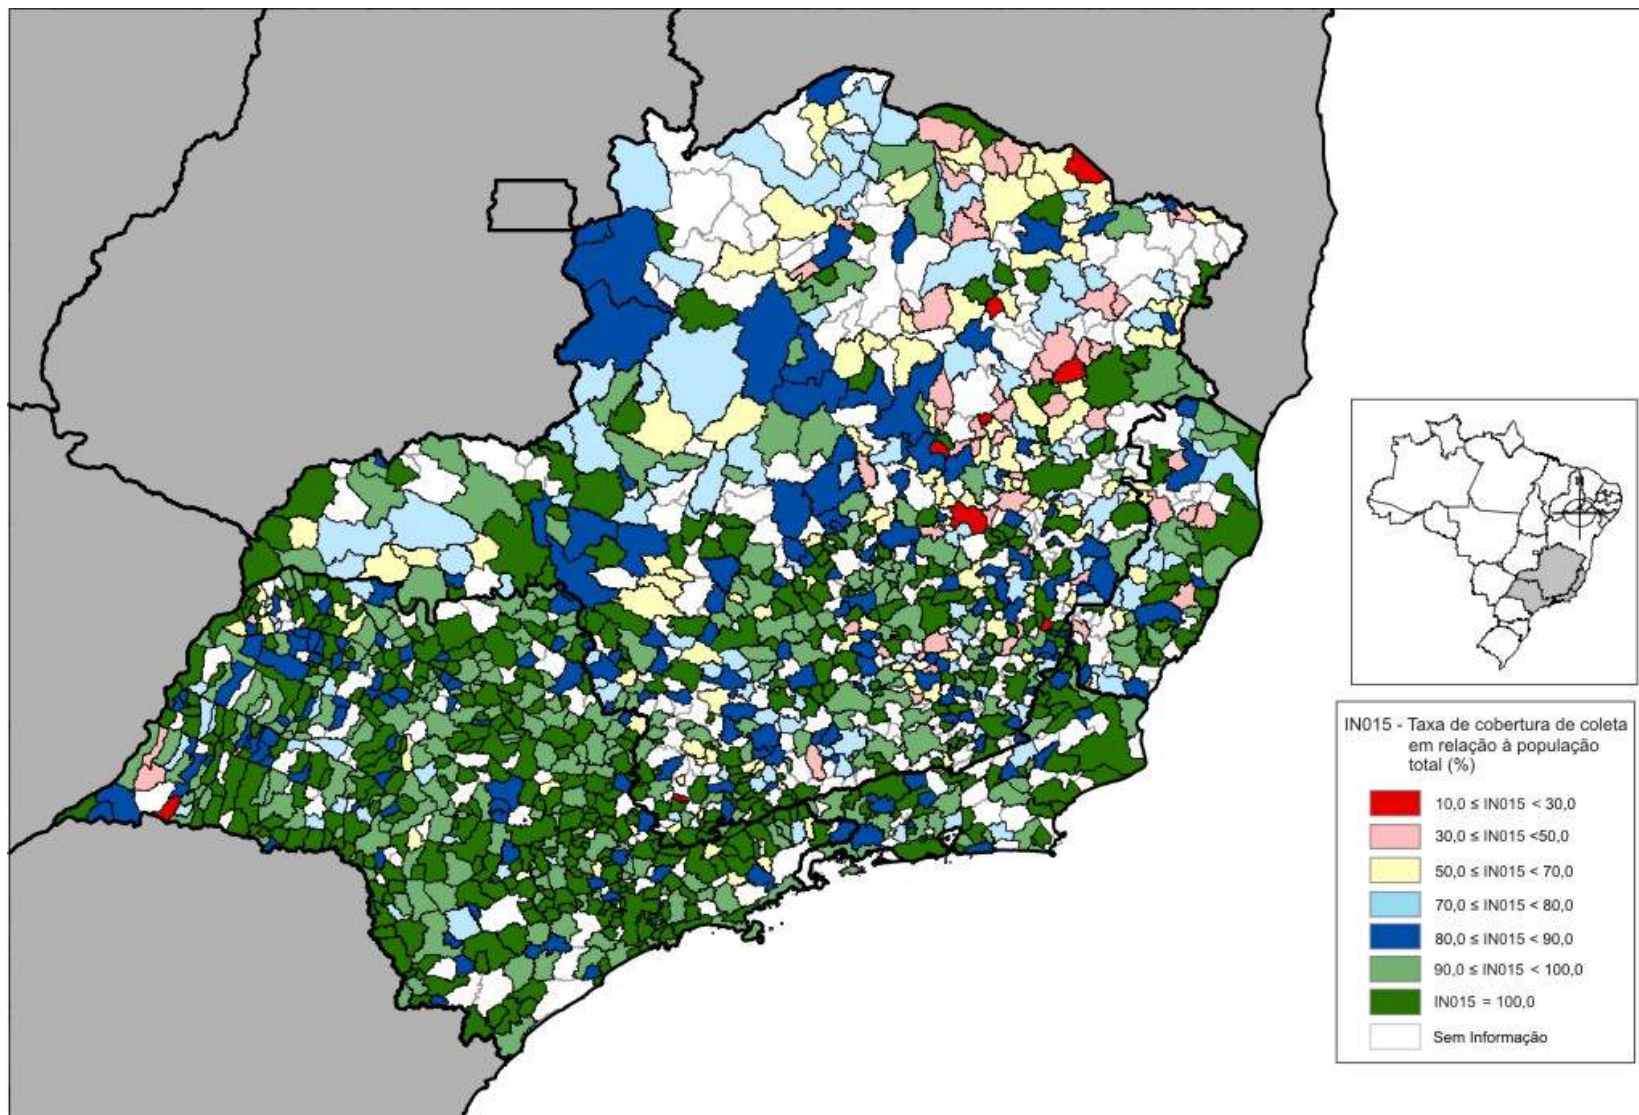 IN015 - Taxa de cobertura de coleta
em relação à população
total (%)
10,0 ≤ IN015 < 30,0
30,0 ≤ IN015 <50,0
50,0 ≤ IN015 < 70,0
70,0 ≤ IN015 < 80,0
80,0 ≤ IN015 < 90,0
90,0 ≤ IN015 < 100,0
IN015 = 100,0
Sem Informação